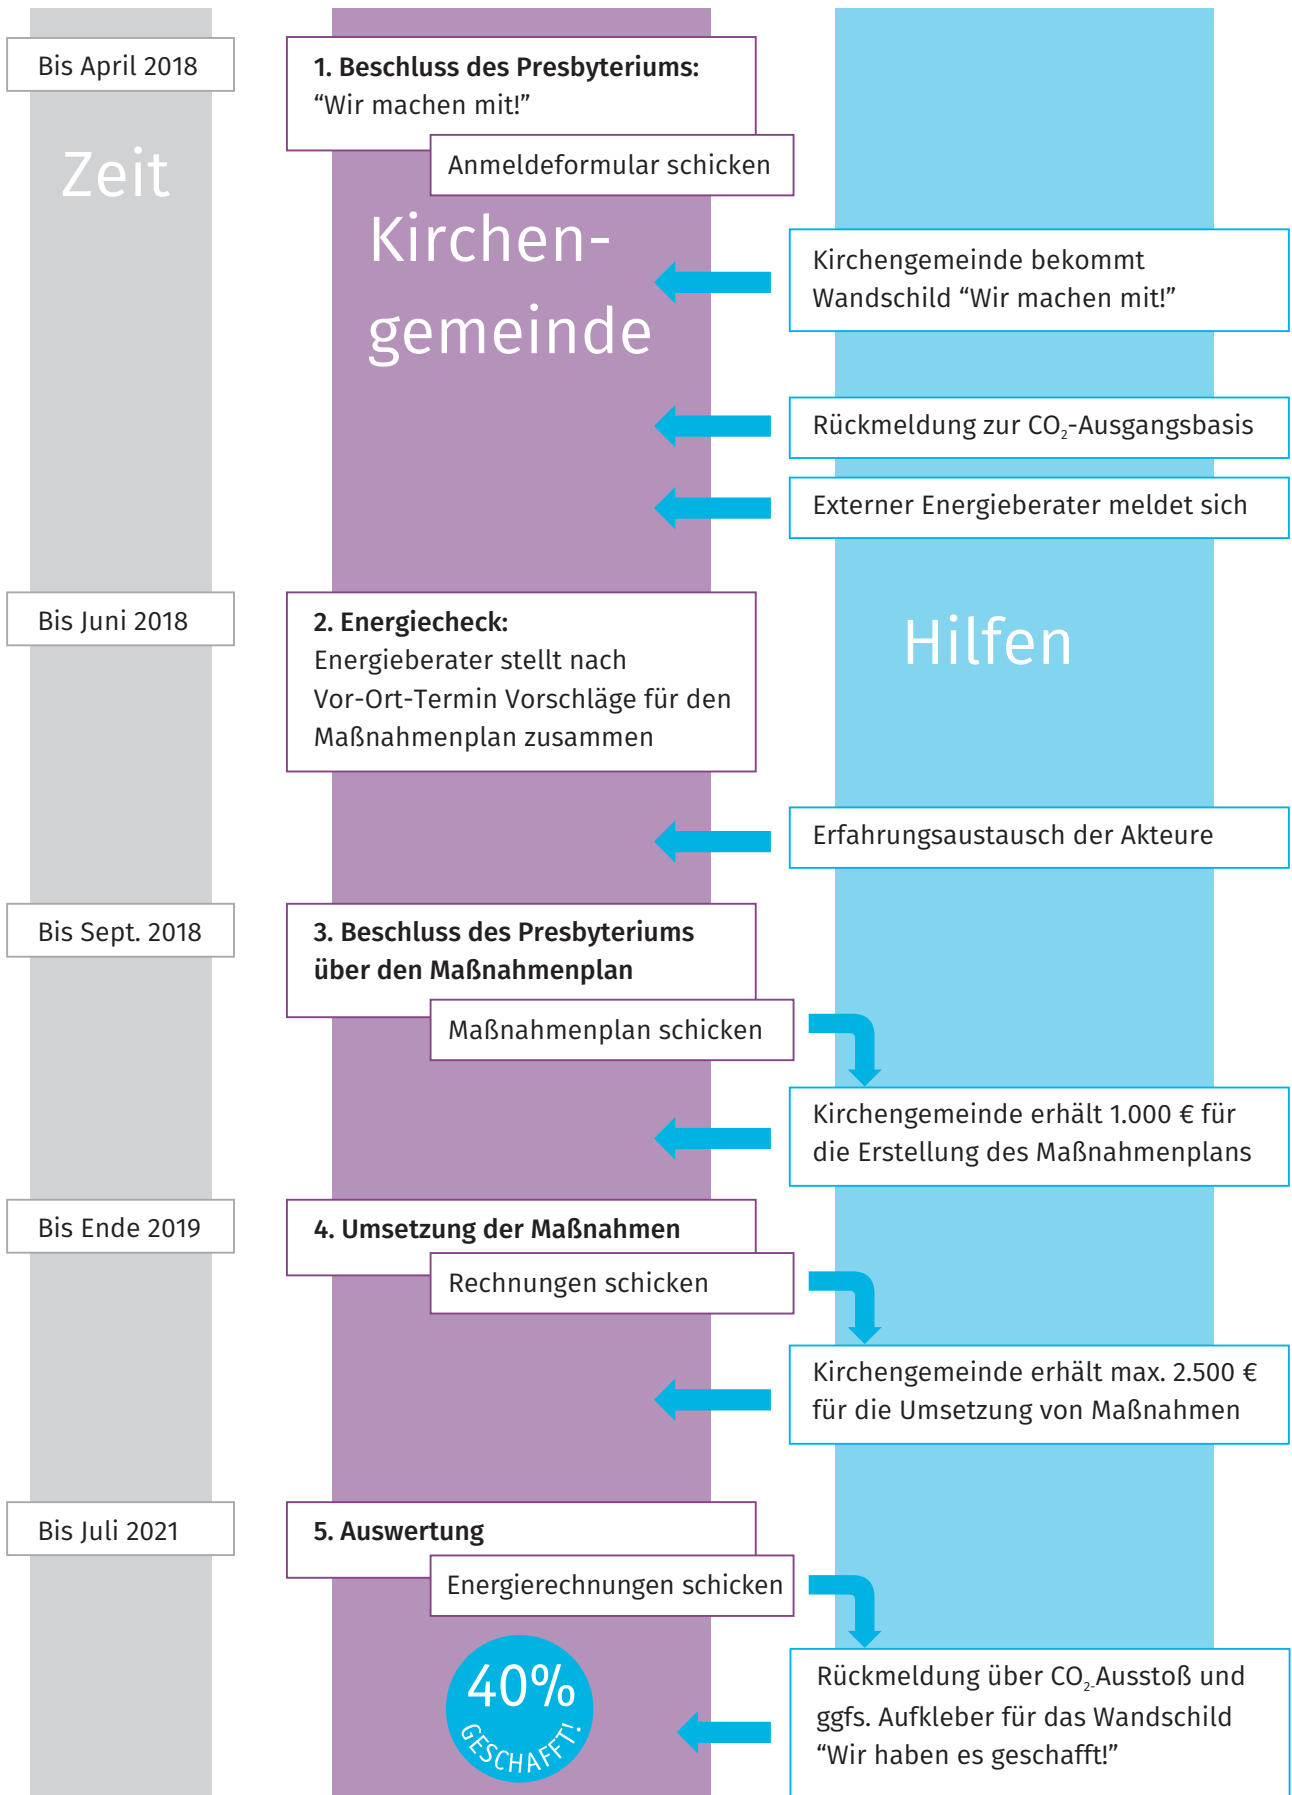 Bis April 2018
1. Beschluss des Presbyteriums:
“Wir machen mit!”
Anmeldeformular schicken
Zeit
Kirchen-
gemeinde
Kirchengemeinde bekommt
Wandschild “Wir machen mit!”
Rückmeldung zur CO₂-Ausgangsbasis
Externer Energieberater meldet sich
Hilfen
Bis Juni 2018
2. Energiecheck:
Energieberater stellt nach
Vor-Ort-Termin Vorschläge für den
Maßnahmenplan zusammen
Erfahrungsaustausch der Akteure
Bis Sept. 2018
3. Beschluss des Presbyteriums
über den Maßnahmenplan
Maßnahmenplan schicken
Kirchengemeinde erhält 1.000 € für
die Erstellung des Maßnahmenplans
Bis Ende 2019
4. Umsetzung der Maßnahmen
Rechnungen schicken
Kirchengemeinde erhält max. 2.500 €
für die Umsetzung von Maßnahmen
Bis Juli 2021
5. Auswertung
Energierechnungen schicken
40%
GESCHAFFT!
Rückmeldung über CO₂-Ausstoß und
ggfs. Aufkleber für das Wandschild
“Wir haben es geschafft!”